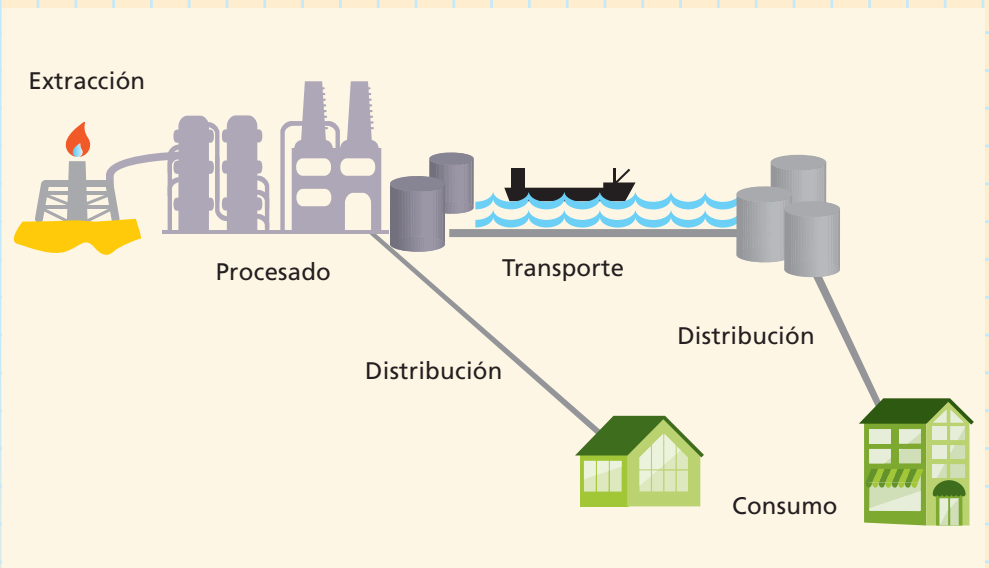 Extracción
Procesado
Transporte
Distribución
Distribución
Consumo